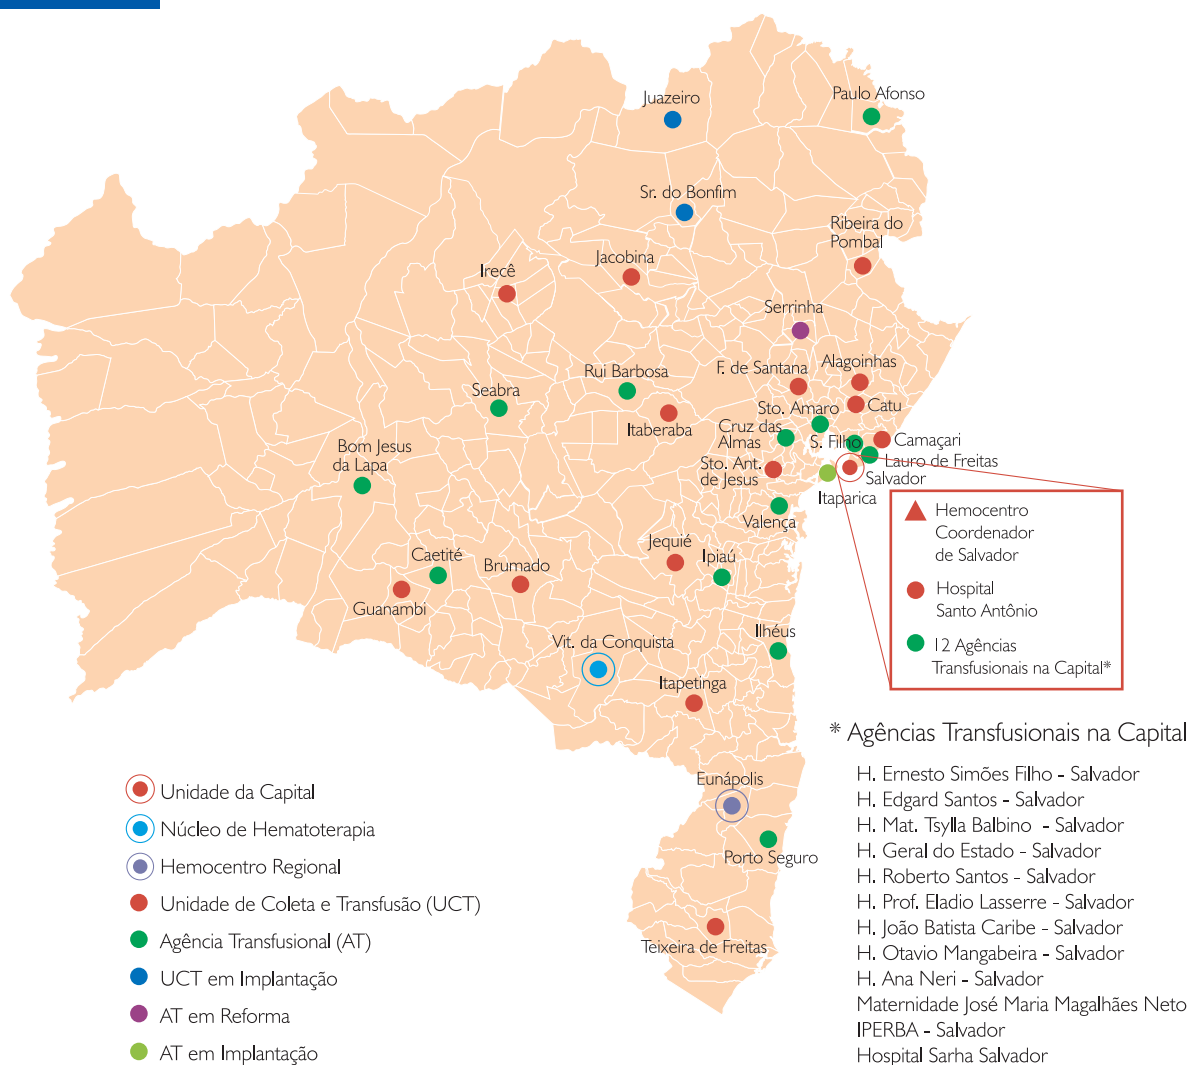 Juazeiro
Paulo Afonso
Sr. do Bonfim
Ribeira do
Pombal
Jacobina
Irecê
Serrinha
F. de Santana
Alagoinhas
Rui Barbosa
Seabra
Sto. Amaro
Catu
Itaberaba
Cruz das
Almas
S. Filho
Camaçari
Bom Jesus
da Lapa
Lauro de Freitas
Sto. Ant.
de Jesus
Salvador
Itaparica
Valença
Hemocentro
Coordenador
de Salvador
Hospital
Santo Antônio
12 Agências
Transfusionais na Capital*
Jequié
Ipiaú
Caetité
Brumado
Guanambi
Ilhéus
Vit. da Conquista
Itapetinga
Eunápolis
Porto Seguro
Teixeira de Freitas
Unidade da Capital
Núcleo de Hematoterapia
Hemocentro Regional
Unidade de Coleta e Transfusão (UCT)
Agência Transfusional (AT)
UCT em Implantação
AT em Reforma
AT em Implantação
* Agências Transfusionais na Capital
H. Ernesto Simões Filho - Salvador
H. Edgard Santos - Salvador
H. Mat. Tsylla Balbino - Salvador
H. Geral do Estado - Salvador
H. Roberto Santos - Salvador
H. Prof. Eladio Lasserre - Salvador
H. João Batista Caribe - Salvador
H. Otavio Mangabeira - Salvador
H. Ana Neri - Salvador
Maternidade José Maria Magalhães Neto
IPERBA - Salvador
Hospital Sarha Salvador